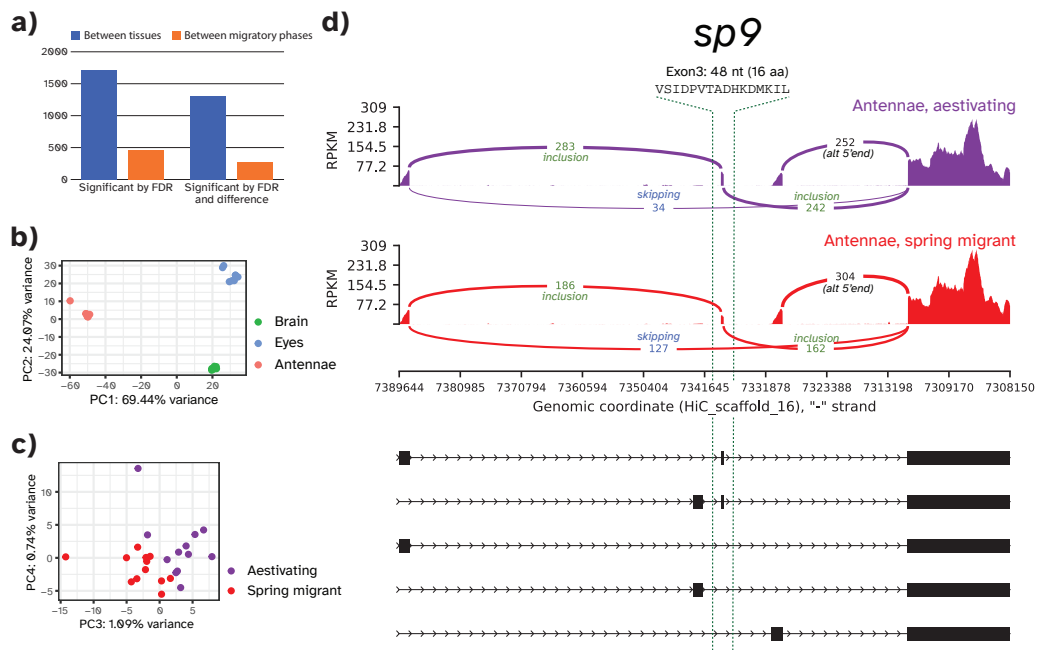 a)
Between tissues
Between migratory phases
2000
1500
1000
500
0
Significant by FDR
Significant by FDR
and difference
b)
PC2: 24.07% variance
30
20
10
0
-10
-20
-30
-60
-40
-20
0
20
40
PC1: 69.44% variance
Brain
Eyes
Antennae
c)
PC4: 0.74% variance
10
5
0
-5
-15
-10
-5
0
5
PC3: 1.09% variance
Aestivating
Spring migrant
d)
sp9
Exon3: 48 nt (16 aa)
VSIDPVTADHKDMKIL
Antennae, aestivating
RPKM
309
231.8
154.5
77.2
283
inclusion
252
(alt 5'end)
skipping
34
inclusion
242
Antennae, spring migrant
RPKM
309
231.8
154.5
77.2
186
inclusion
304
(alt 5'end)
skipping
127
inclusion
162
7389644 7380985 7370794 7360594 7350404 7341645 7331878 7323388 7313198 7309170 7308150
Genomic coordinate (HiC_scaffold_16), "-" strand